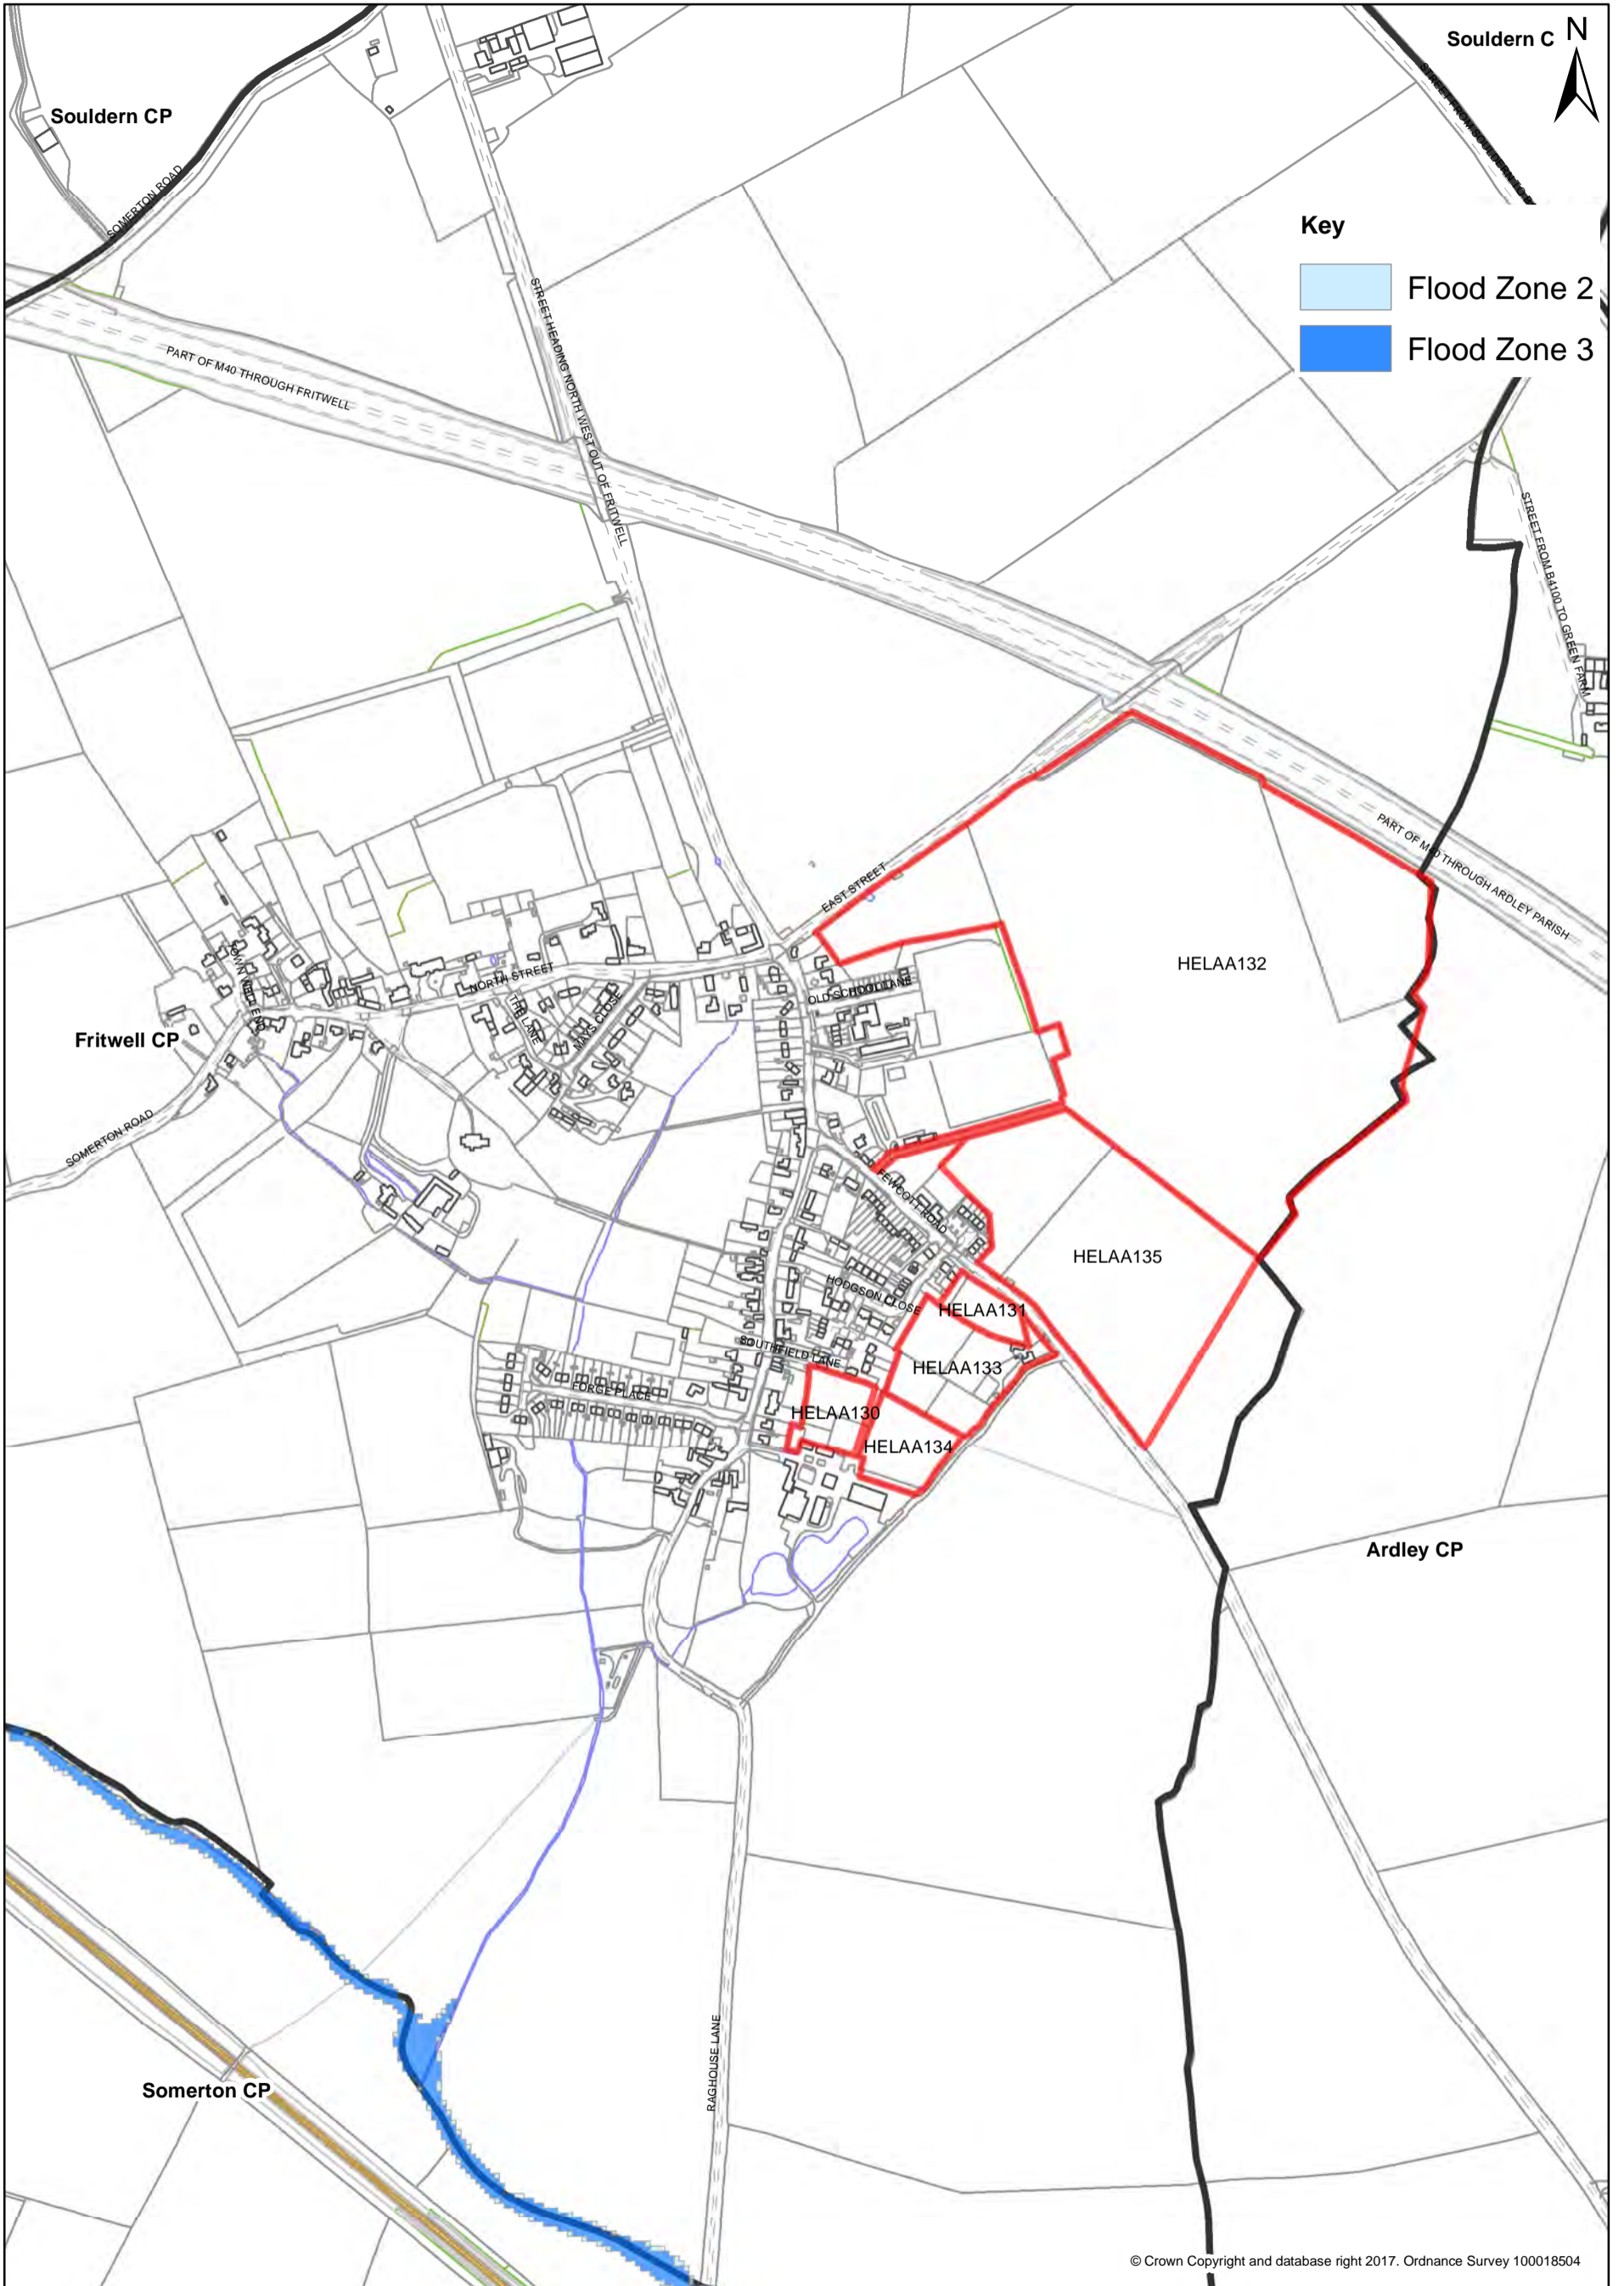 Souldern C
N
Souldern CP
STREET FROM SOULDERN TO
SOMERTON ROAD
Key
Flood Zone 2
Flood Zone 3
STREET HEADING NORTH WEST OUT OF FRITWELL
PART OF M40 THROUGH FRITWELL
STREET FROM B4100 TO GREEN FARM
PART OF M40 THROUGH ARDLEY PARISH
EAST STREET
HELAA132
NORTH STREET
OLD SCHOOL LANE
THE LANE
MAYS CLOSE
Fritwell CP
SOMERTON ROAD
FEWCOTT ROAD
HELAA135
HODGSON CLOSE
HELAA131
SOUTHFIELD LANE
HELAA133
FORGE PLACE
HELAA130
HELAA134
Ardley CP
RAGHOUSE LANE
Somerton CP
© Crown Copyright and database right 2017. Ordnance Survey 100018504